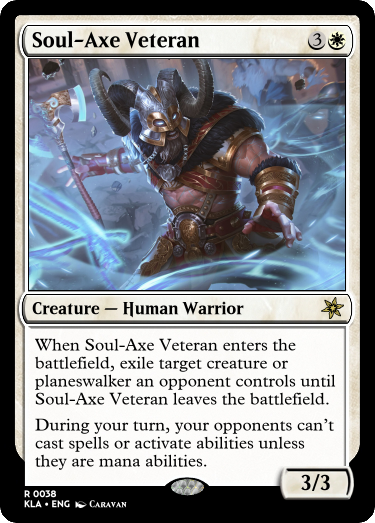 Soul-Axe Veteran 3
Creature — Human Warrior
When Soul-Axe Veteran enters the
battlefield, exile target creature or
planeswalker an opponent controls until
Soul-Axe Veteran leaves the battlefield.
During your turn, your opponents can't
cast spells or activate abilities unless
they are mana abilities.
3/3
R 0038
KLA • ENG Caravan